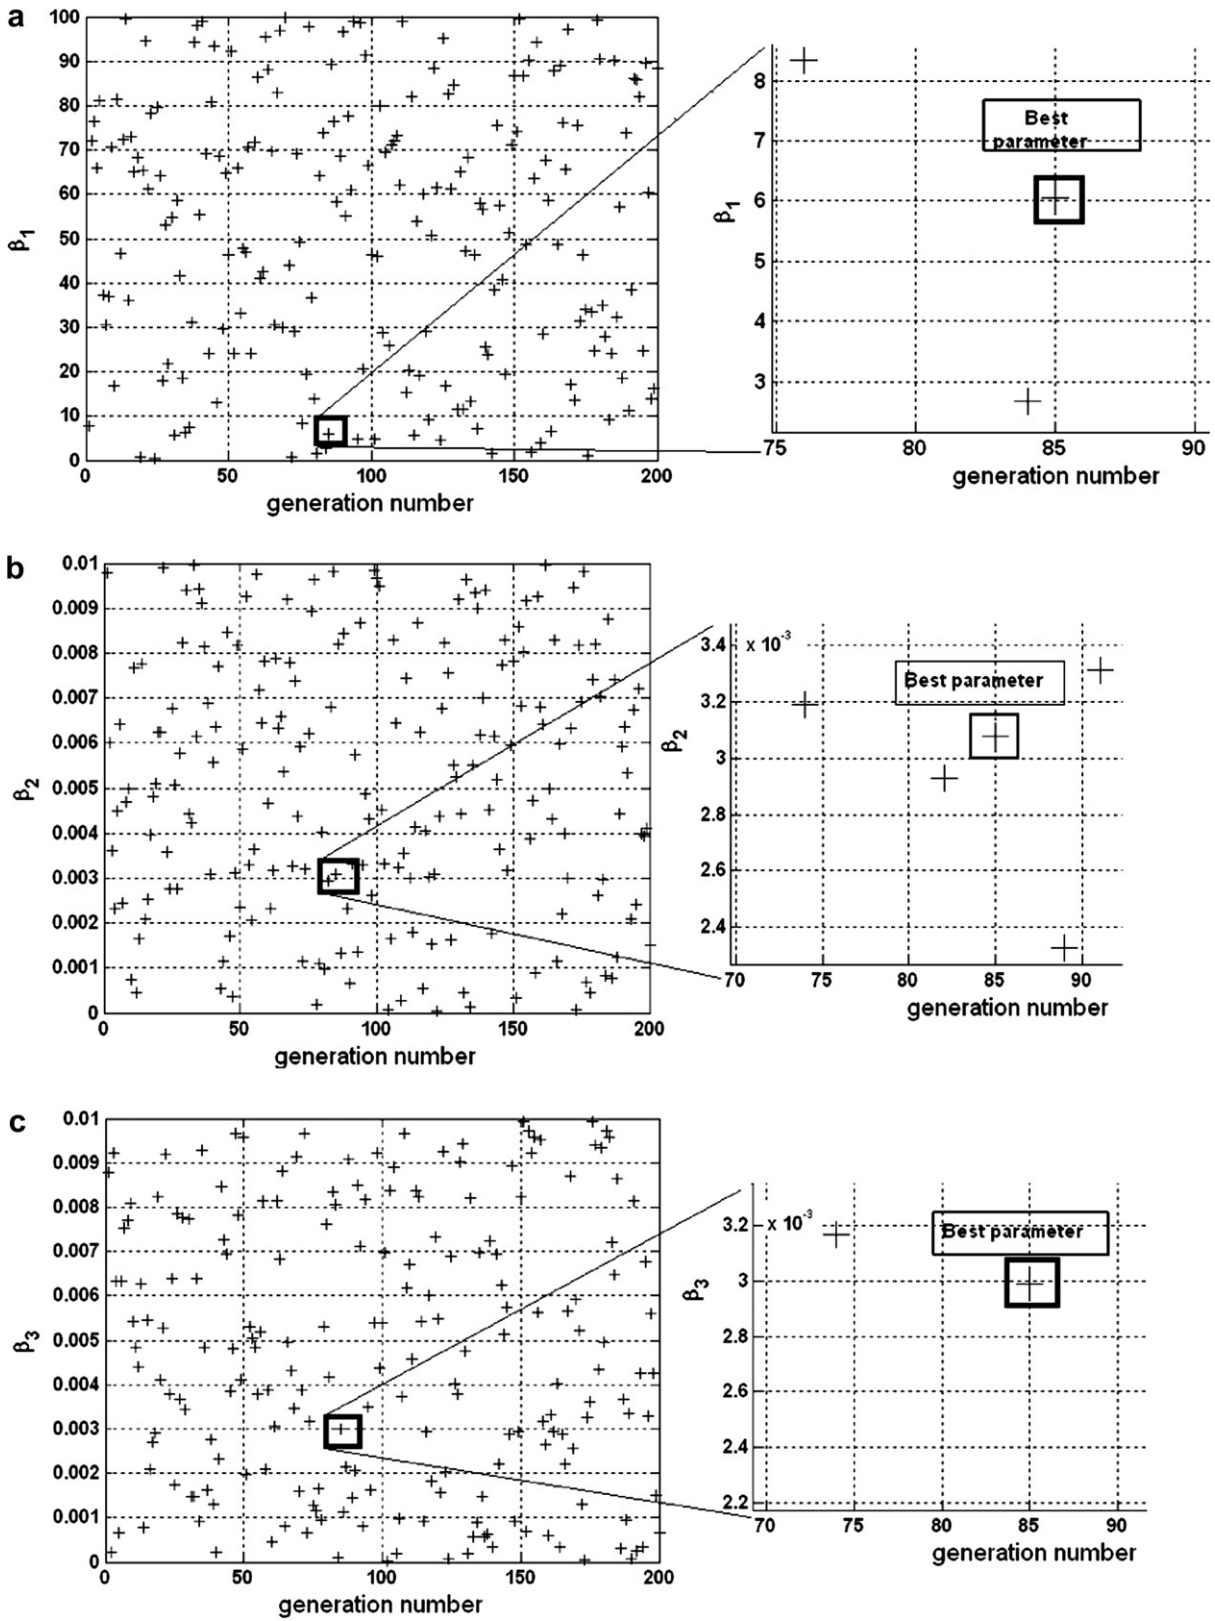 a
100
90
80
70
60
50
40
30
20
10
0
β1
0 50 100 150 200
generation number
8
7
6
5
4
3
β1
Best
parameter
75 80 85 90
generation number
b
0.01
0.009
0.008
0.007
0.006
0.005
0.004
0.003
0.002
0.001
0
β2
0 50 100 150 200
generation number
3.4
x 10-3
3.2
3
2.8
2.6
2.4
β2
Best parameter
70 75 80 85 90
generation number
c
0.01
0.009
0.008
0.007
0.006
0.005
0.004
0.003
0.002
0.001
0
β3
0 50 100 150 200
generation number
3.2
x 10-3
3
2.8
2.6
2.4
2.2
β3
Best parameter
70 75 80 85 90
generation number